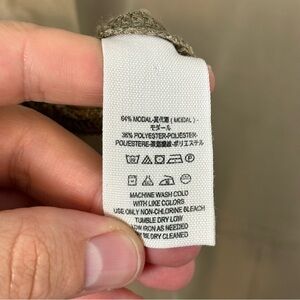 64% MODAL-莫代尔 (MODAL)-
モダール
36% POLYESTER-POLIESTER-
POLIESTERE-聚酯纖維-ポリエステル
MACHINE WASH COLD
WITH LIKE COLORS
USE ONLY NON-CHLORINE BLEACH
TUMBLE DRY LOW
IRON AS NEEDED
BE DRY CLEANED